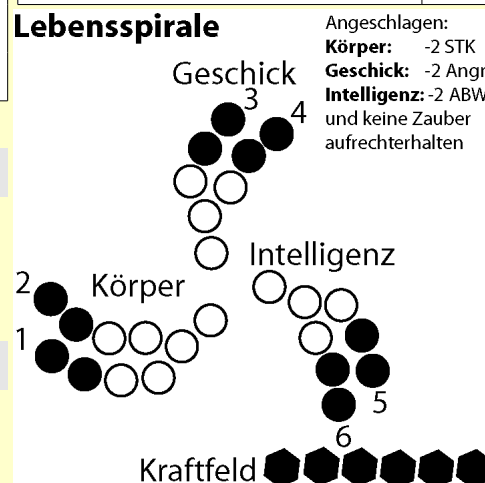 Lebensspirale
Angeschlagen:
Körper: -2 STK
Geschick: -2 Angr
Intelligenz: -2 ABW
und keine Zauber
aufrechterhalten
Geschick
3
4
Intelligenz
2
Körper
1
5
6
Kraftfeld